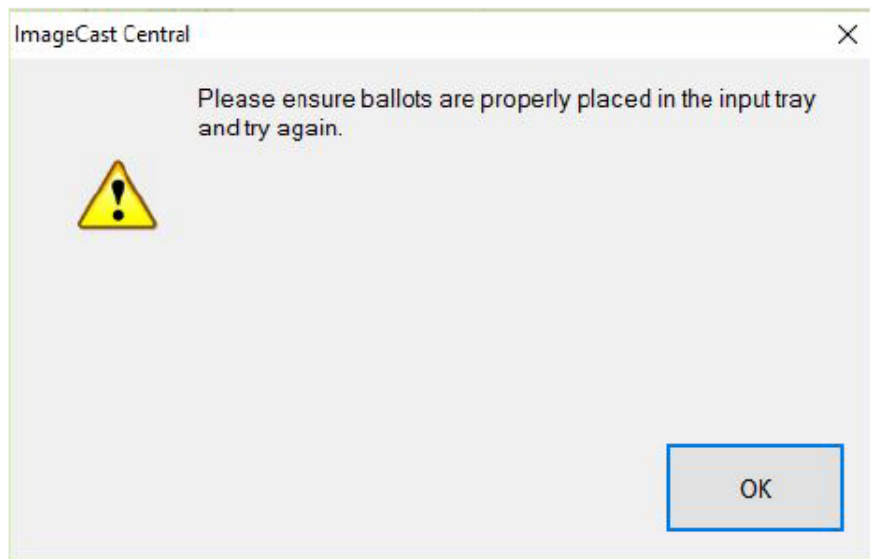 ImageCast Central
Please ensure ballots are properly placed in the input tray
and try again.
OK